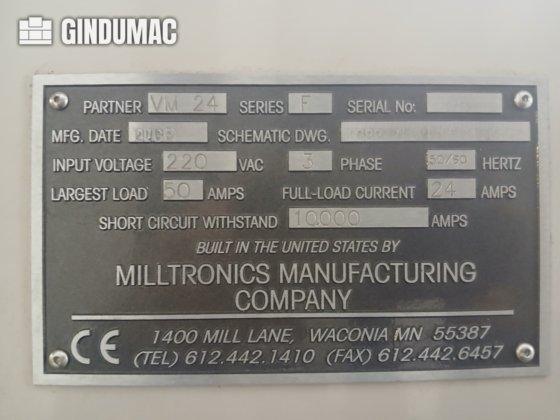 GINDUMAC
PARTNER VM 24 SERIES F SERIAL No:
MFG. DATE SCHEMATIC DWG.
INPUT VOLTAGE 220 VAC 3 PHASE 50/60 HERTZ
LARGEST LOAD 50 AMPS FULL-LOAD CURRENT 24 AMPS
SHORT CIRCUIT WITHSTAND 10,000 AMPS
BUILT IN THE UNITED STATES BY
MILLTRONICS MANUFACTURING
COMPANY
CE 1400 MILL LANE, WACONIA MN 55387
(TEL) 612.442.1410 (FAX) 612.442.6457